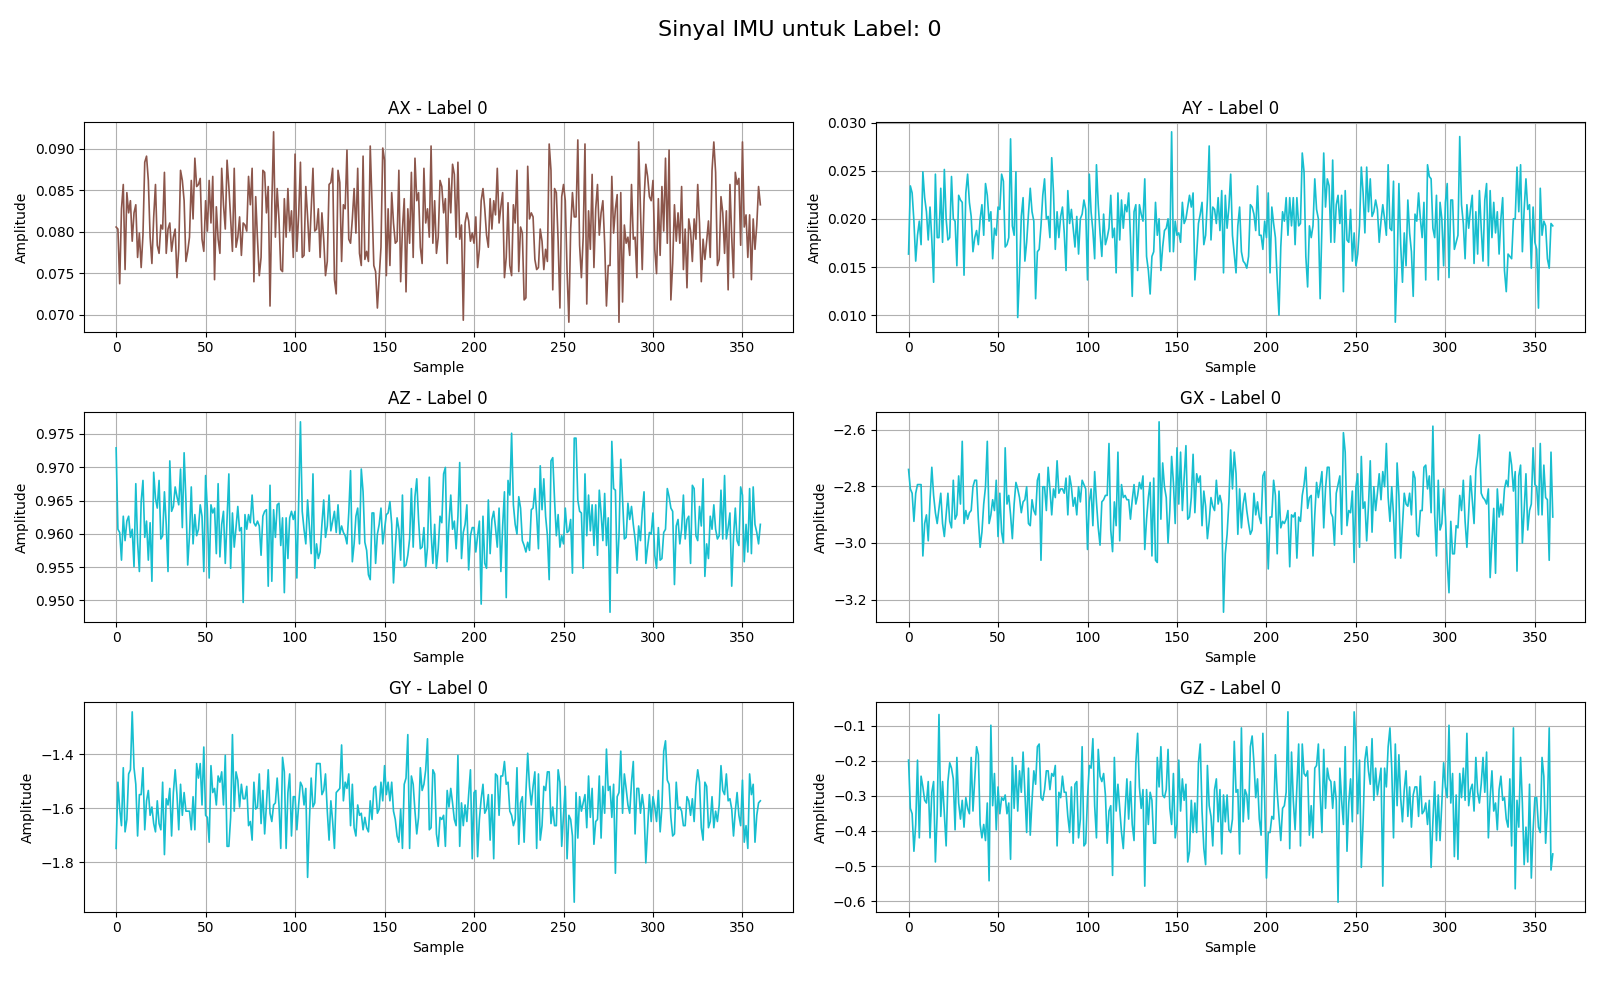 Sinyal IMU untuk Label: 0
AX - Label 0
Amplitude
0.090
0.085
0.080
0.075
0.070
0 50 100 150 200 250 300 350
Sample
AY - Label 0
Amplitude
0.030
0.025
0.020
0.015
0.010
0 50 100 150 200 250 300 350
Sample
AZ - Label 0
Amplitude
0.975
0.970
0.965
0.960
0.955
0.950
0 50 100 150 200 250 300 350
Sample
GX - Label 0
Amplitude
−2.6
−2.8
−3.0
−3.2
0 50 100 150 200 250 300 350
Sample
GY - Label 0
Amplitude
−1.4
−1.6
−1.8
0 50 100 150 200 250 300 350
Sample
GZ - Label 0
Amplitude
−0.1
−0.2
−0.3
−0.4
−0.5
−0.6
0 50 100 150 200 250 300 350
Sample